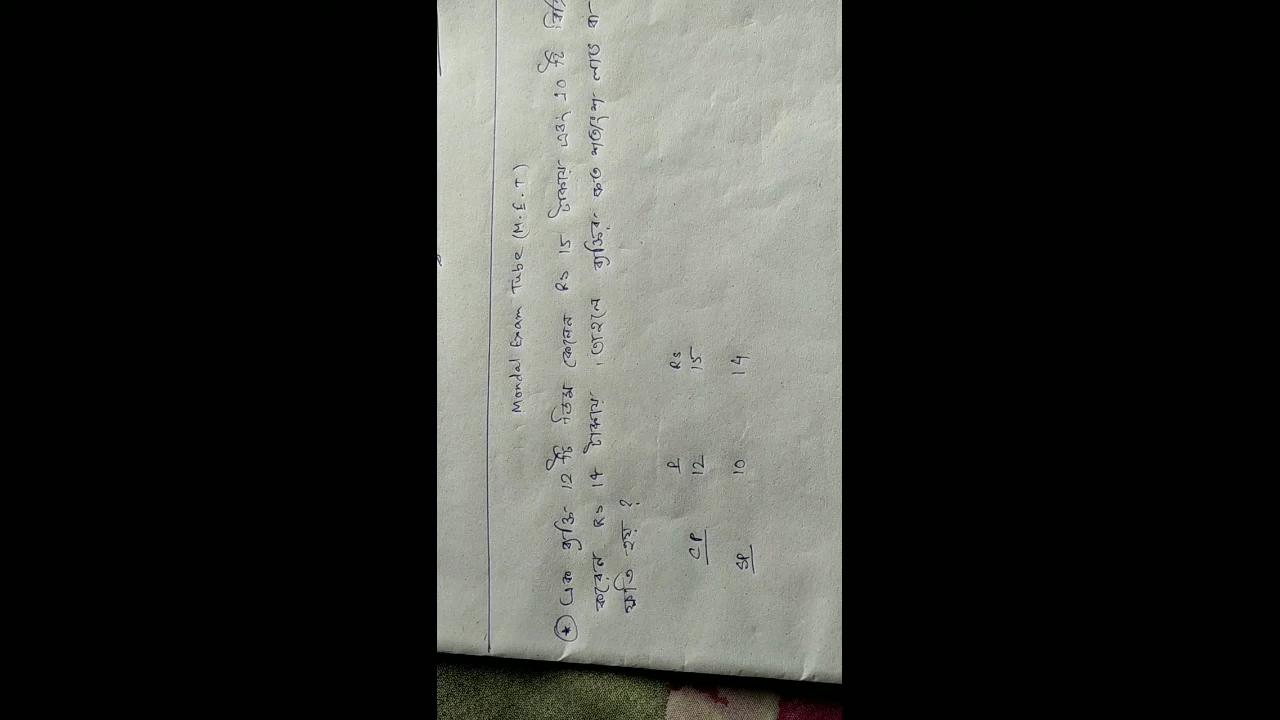 Mondal Exam Tube (M.E.T)
★ এক ব্যক্তি 12 টি ডিম কেনেন Rs 15 টাকায় এবং 10 টি
করেন Rs 14 টাকায় । তাহলে ব্যক্তির কত শতাংশ লাভ বা
ক্ষতি হয় ?
P Rs
CP 12 15
SP 10 14